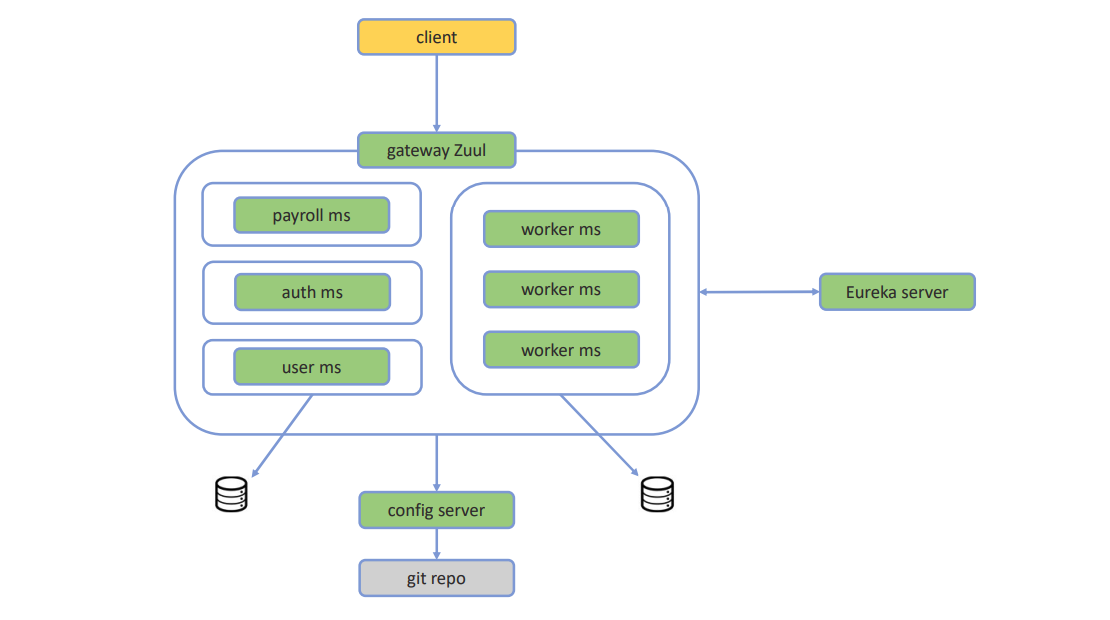 client
gateway Zuul
payroll ms
auth ms
user ms
worker ms
worker ms
worker ms
Eureka server
config server
git repo